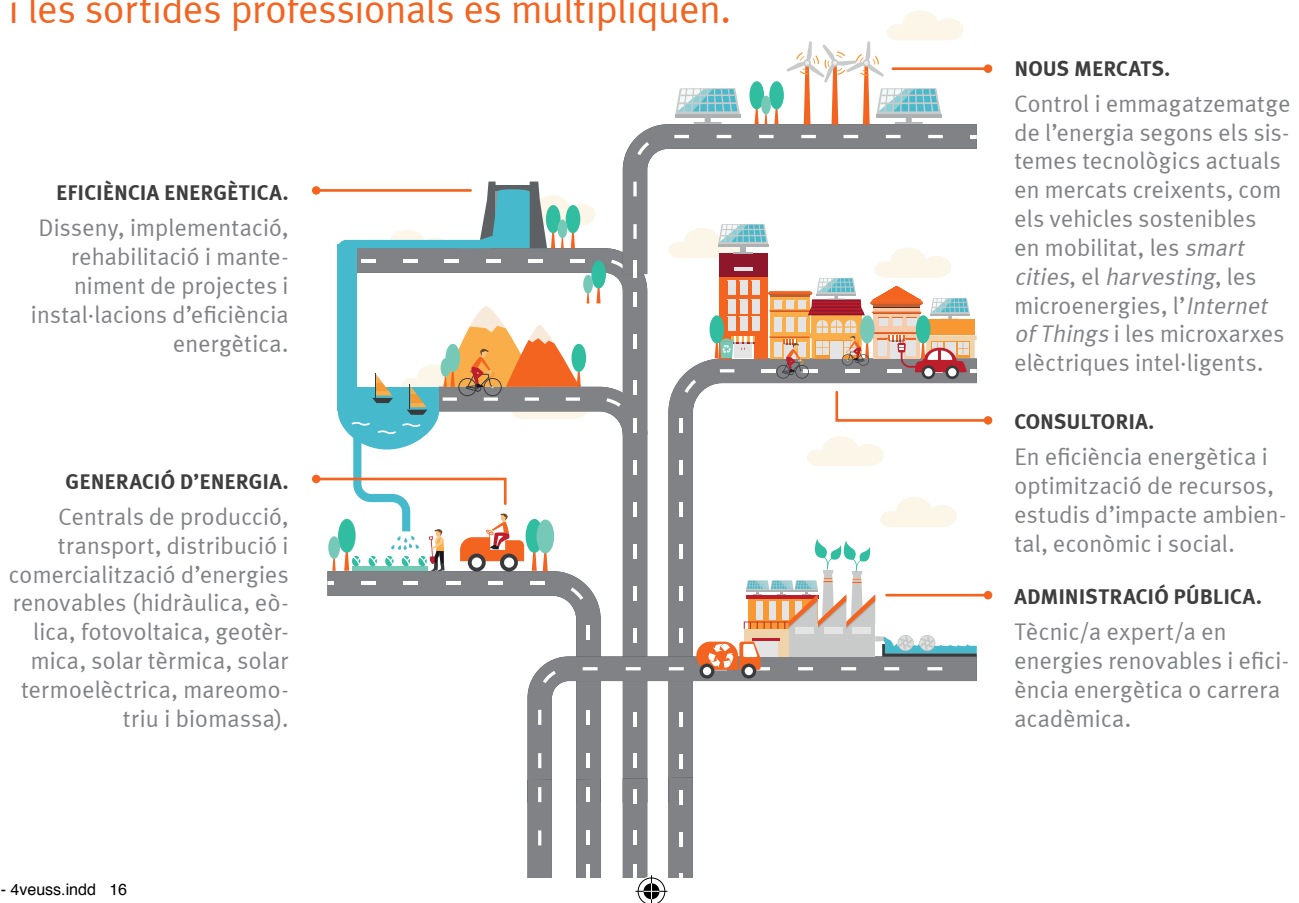 i les sortides professionals es multipliquen.
EFICIÈNCIA ENERGÈTICA.
Disseny, implementació,
rehabilitació i mante-
niment de projectes i
instal·lacions d’eficiència
energètica.
GENERACIÓ D’ENERGIA.
Centrals de producció,
transport, distribució i
comercialització d’energies
renovables (hidràulica, eò-
lica, fotovoltaica, geotèr-
mica, solar tèrmica, solar
termoelèctrica, mareomo-
triu i biomassa).
NOUS MERCATS.
Control i emmagatzematge
de l’energia segons els sis-
temes tecnològics actuals
en mercats creixents, com
els vehicles sostenibles
en mobilitat, les smart
cities, el harvesting, les
microenergies, l’Internet
of Things i les microxarxes
elèctriques intel·ligents.
CONSULTORIA.
En eficiència energètica i
optimització de recursos,
estudis d’impacte ambien-
tal, econòmic i social.
ADMINISTRACIÓ PÚBLICA.
Tècnic/a expert/a en
energies renovables i efici-
ència energètica o carrera
acadèmica.
- 4veuss.indd 16